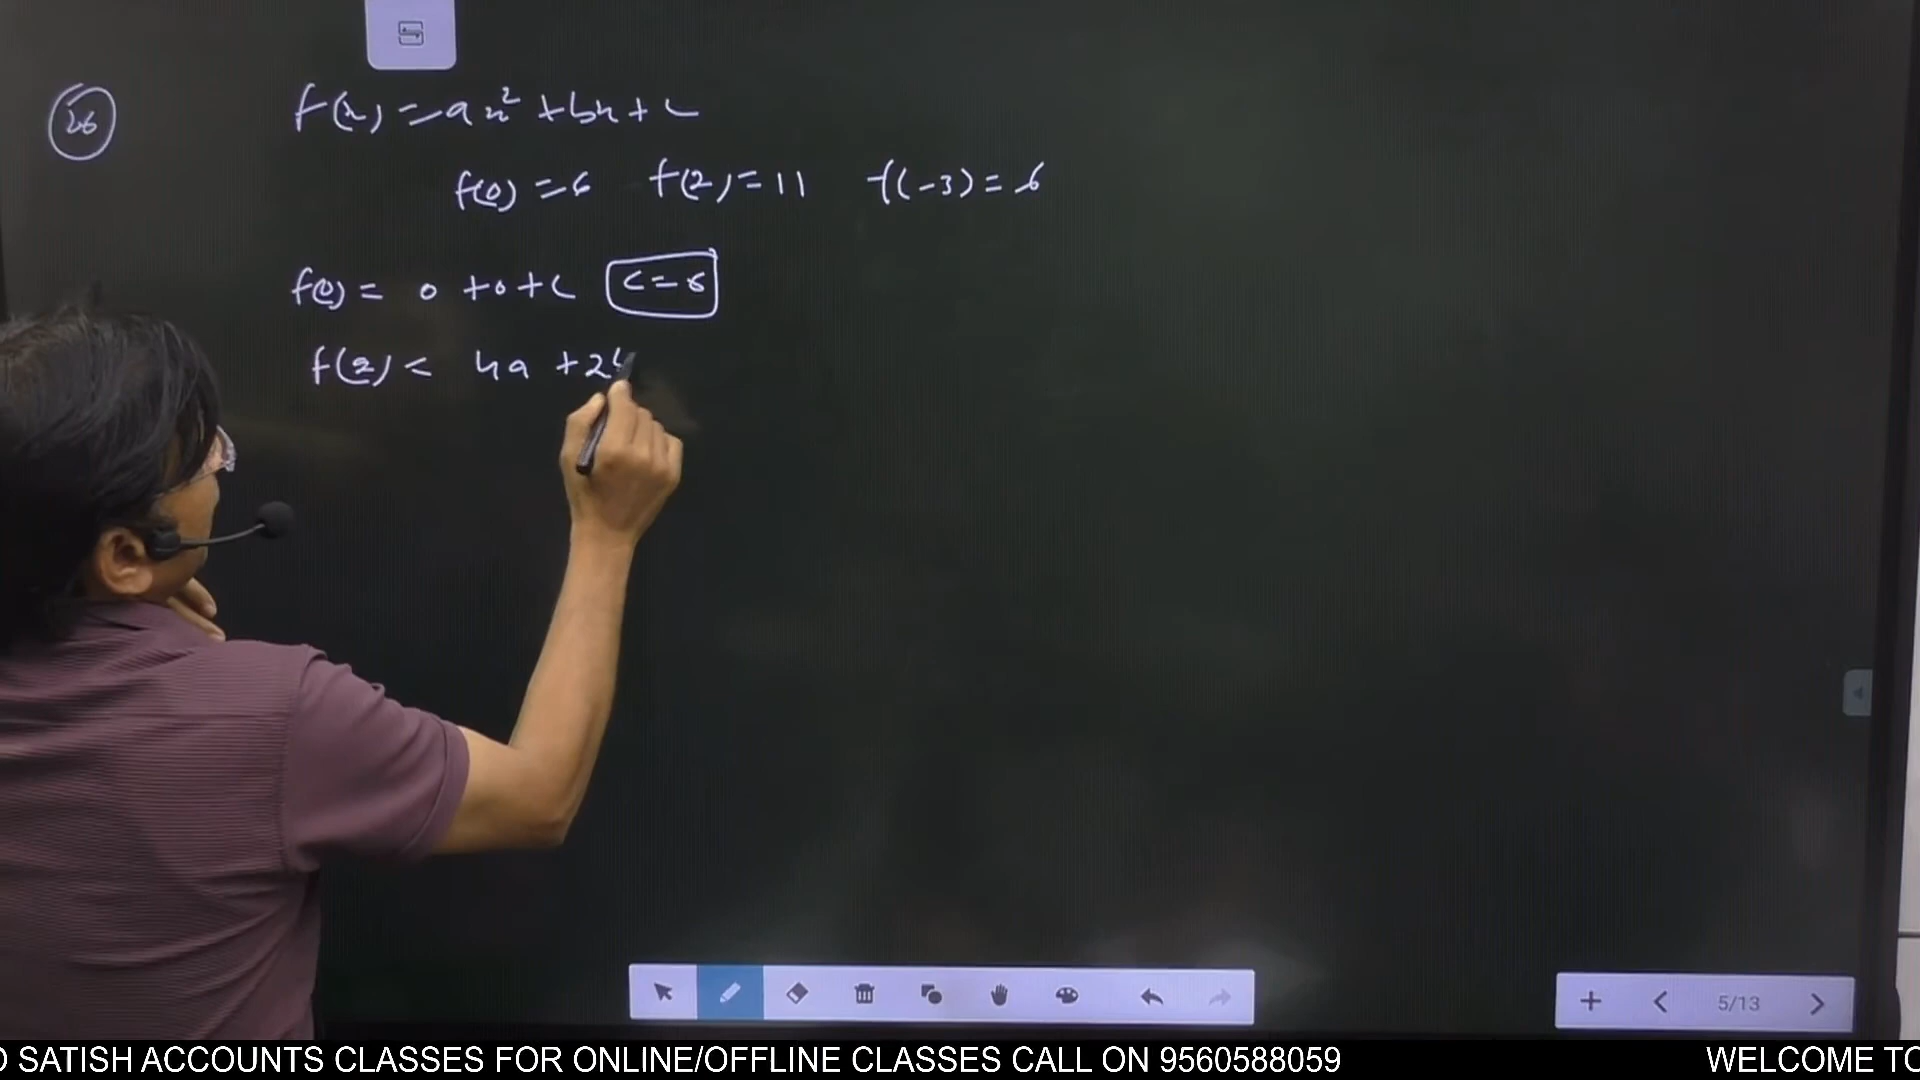 26
f(x) = ax² + bx + c
f(0) = 6 f(2) = 11 f(-3) = 6
f(0) = 0 + 0 + c c = 6
f(2) = 4a + 2b
5/13
SATISH ACCOUNTS CLASSES FOR ONLINE/OFFLINE CLASSES CALL ON 9560588059 WELCOME TO